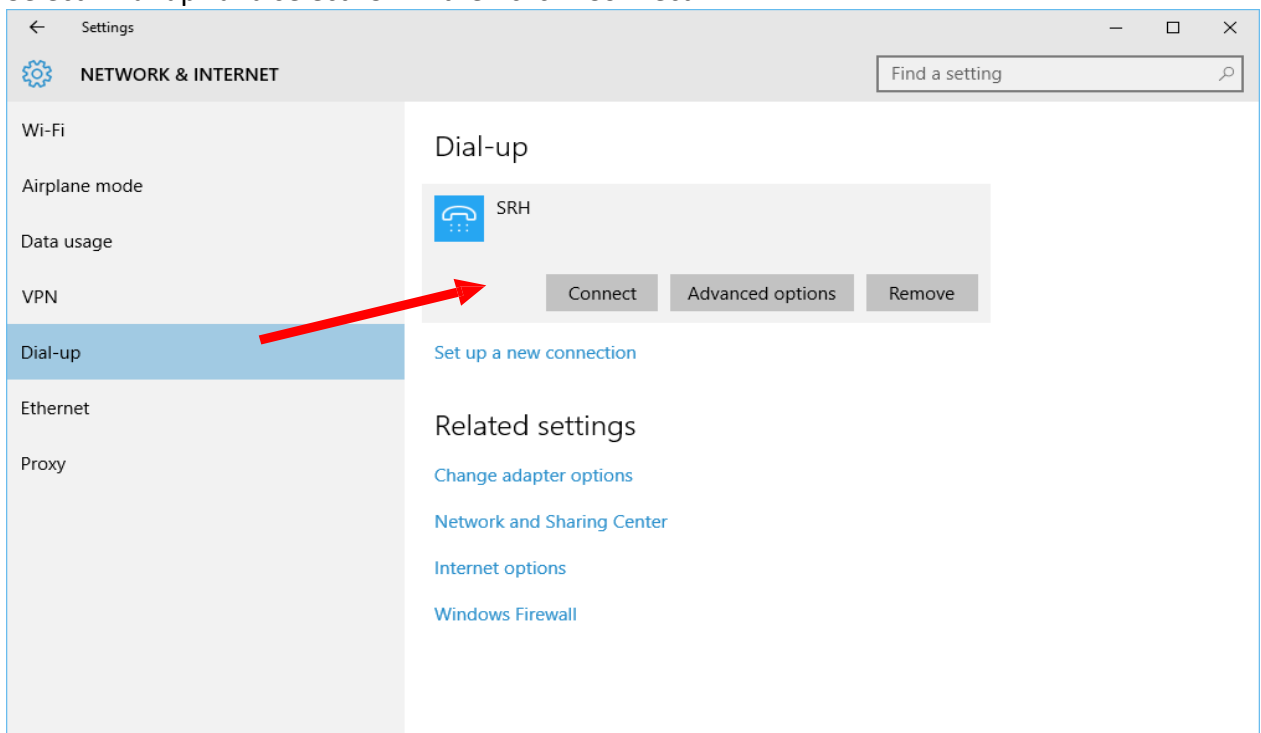 Settings
NETWORK & INTERNET
Find a setting
Wi-Fi
Airplane mode
Data usage
VPN
Dial-up
Ethernet
Proxy
Dial-up
SRH
Connect Advanced options Remove
Set up a new connection
Related settings
Change adapter options
Network and Sharing Center
Internet options
Windows Firewall